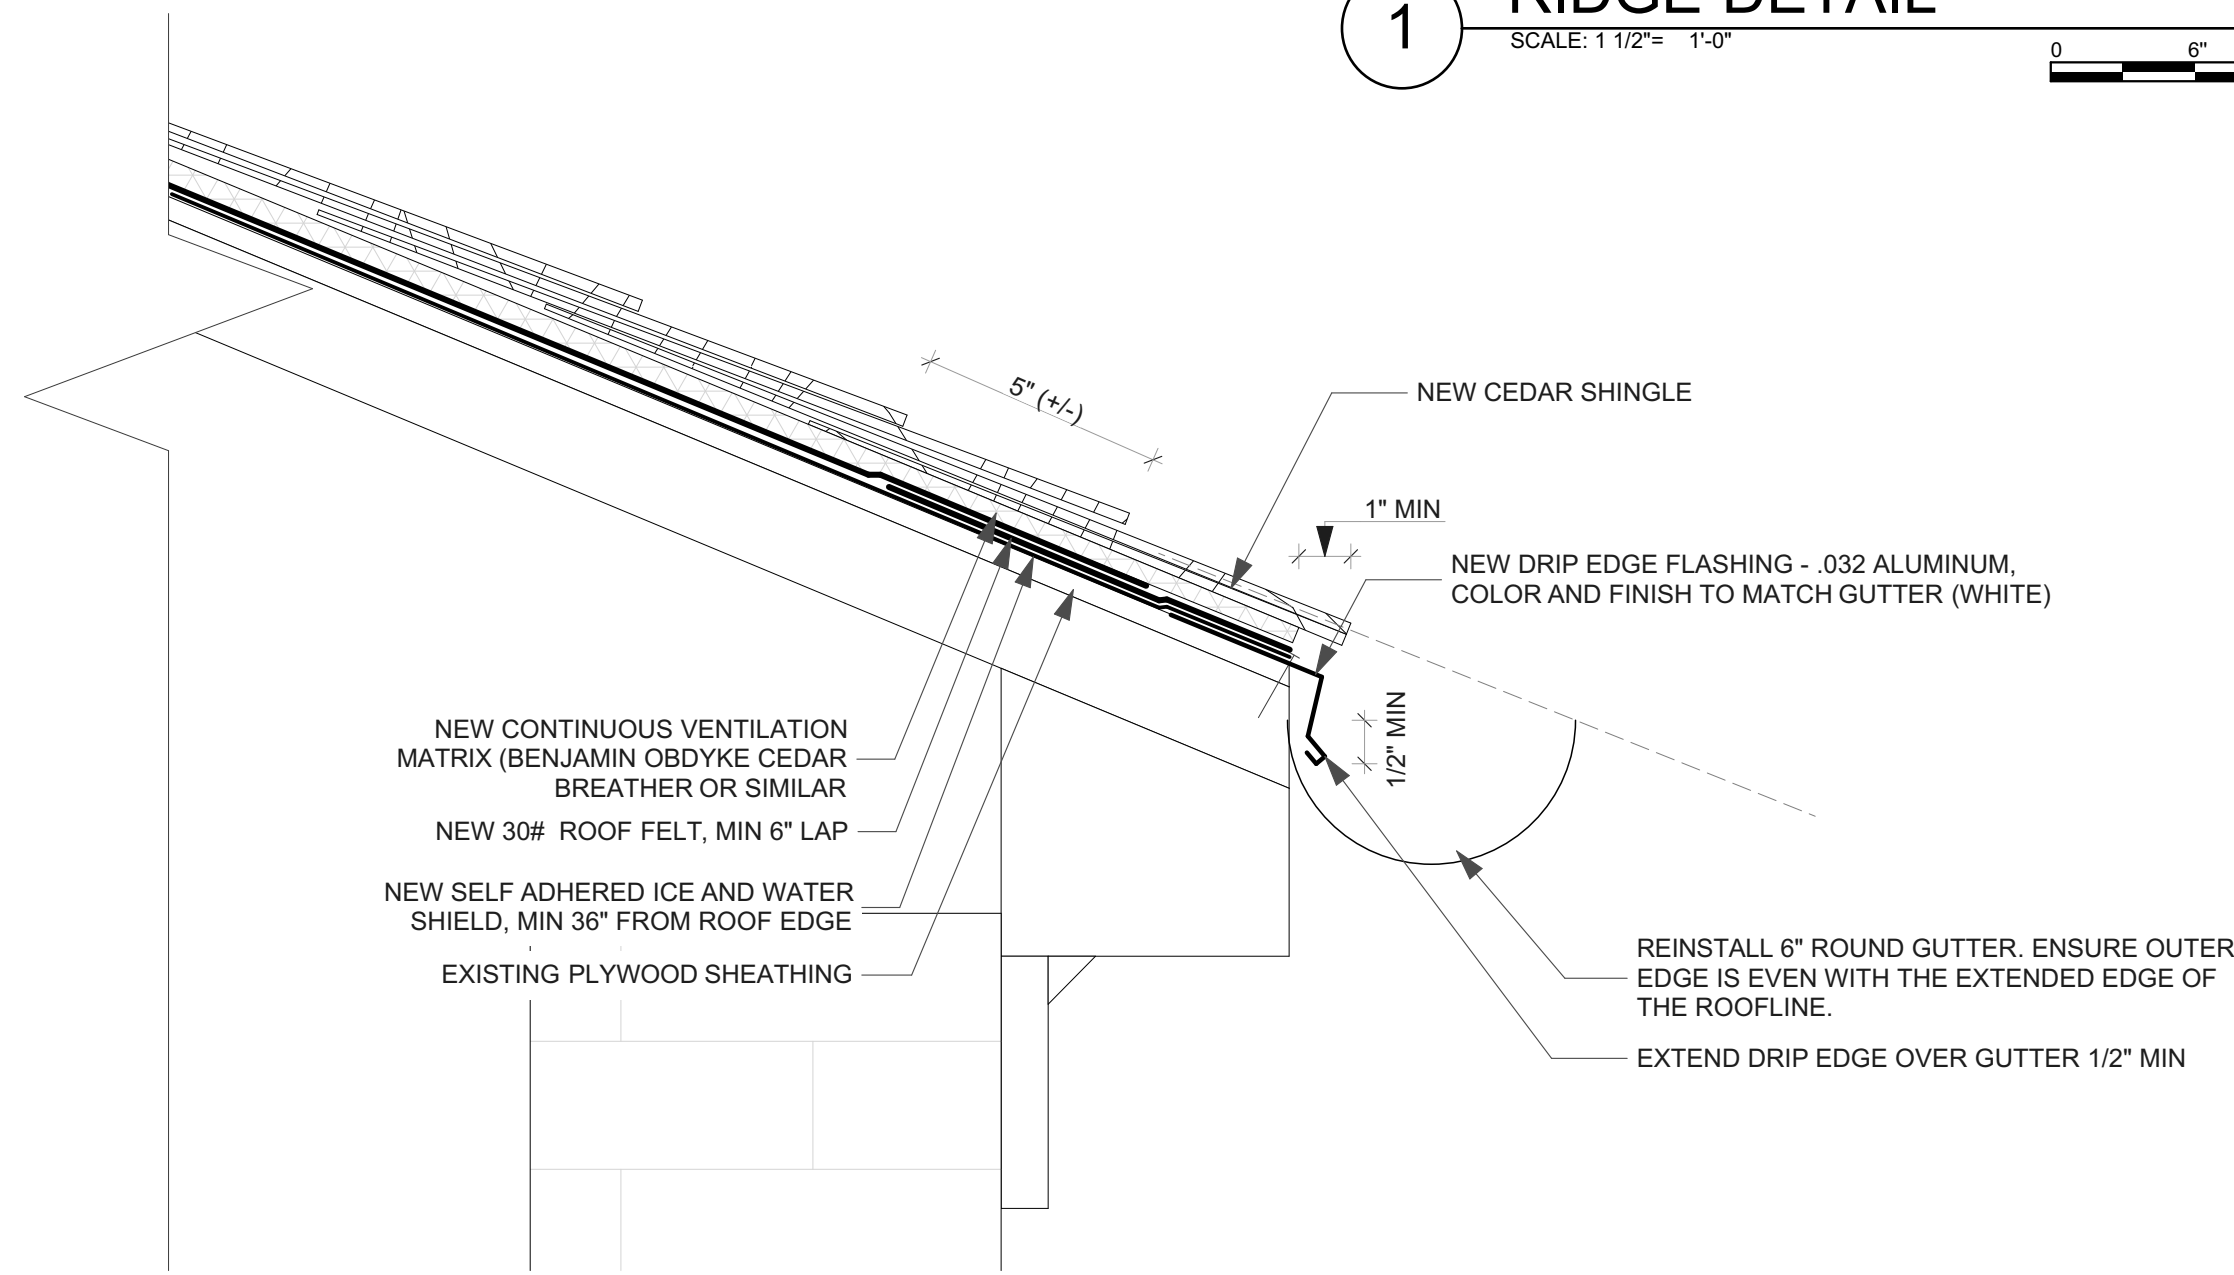 RIDGE DETAIL
1
SCALE: 1 1/2"= 1'-0"
0 6"
5" (+/-)
NEW CEDAR SHINGLE
1" MIN
NEW DRIP EDGE FLASHING - .032 ALUMINUM,
COLOR AND FINISH TO MATCH GUTTER (WHITE)
1/2" MIN
NEW CONTINUOUS VENTILATION
MATRIX (BENJAMIN OBDYKE CEDAR
BREATHER OR SIMILAR
NEW 30# ROOF FELT, MIN 6" LAP
NEW SELF ADHERED ICE AND WATER
SHIELD, MIN 36" FROM ROOF EDGE
EXISTING PLYWOOD SHEATHING
REINSTALL 6" ROUND GUTTER. ENSURE OUTER
EDGE IS EVEN WITH THE EXTENDED EDGE OF
THE ROOFLINE.
EXTEND DRIP EDGE OVER GUTTER 1/2" MIN